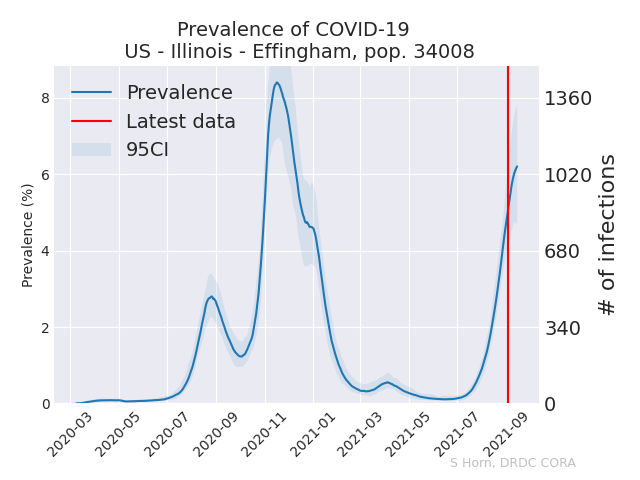 Prevalence of COVID-19
US - Illinois - Effingham, pop. 34008
Prevalence
Latest data
95CI
Prevalence (%)
8
6
4
2
0
# of infections
1360
1020
680
340
0
2020-03
2020-05
2020-07
2020-09
2020-11
2021-01
2021-03
2021-05
2021-07
2021-09
S Horn, DRDC CORA